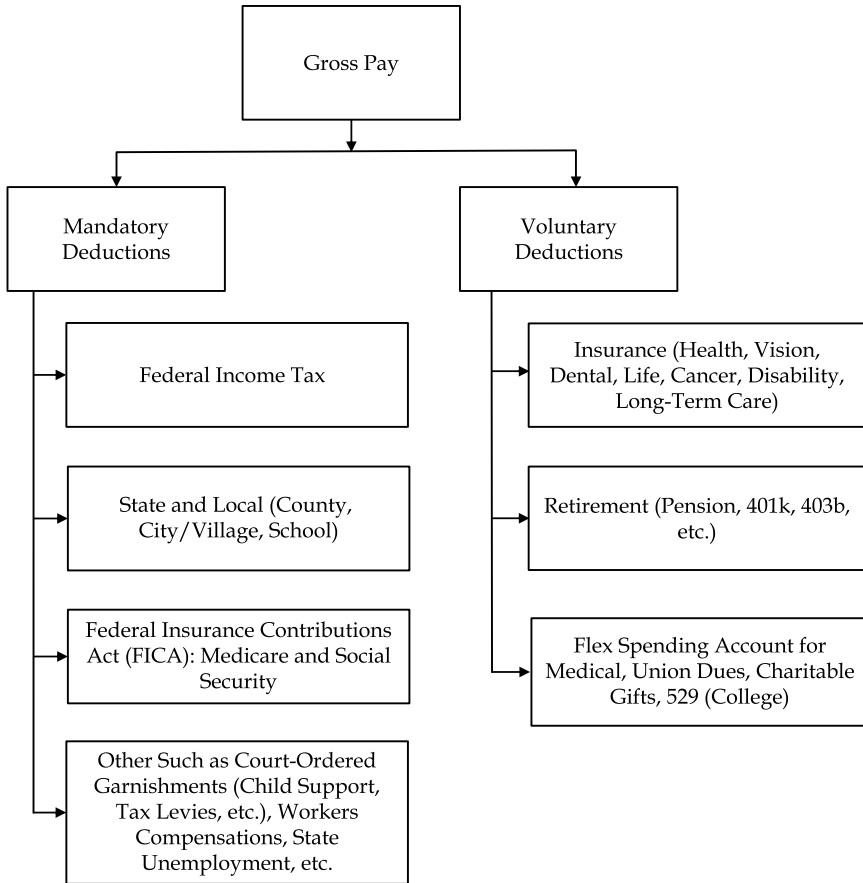 Gross Pay
Mandatory
Deductions
Voluntary
Deductions
Federal Income Tax
State and Local (County,
City/Village, School)
Federal Insurance Contributions
Act (FICA): Medicare and Social
Security
Other Such as Court-Ordered
Garnishments (Child Support,
Tax Levies, etc.), Workers
Compensations, State
Unemployment, etc.
Insurance (Health, Vision,
Dental, Life, Cancer, Disability,
Long-Term Care)
Retirement (Pension, 401k, 403b,
etc.)
Flex Spending Account for
Medical, Union Dues, Charitable
Gifts, 529 (College)